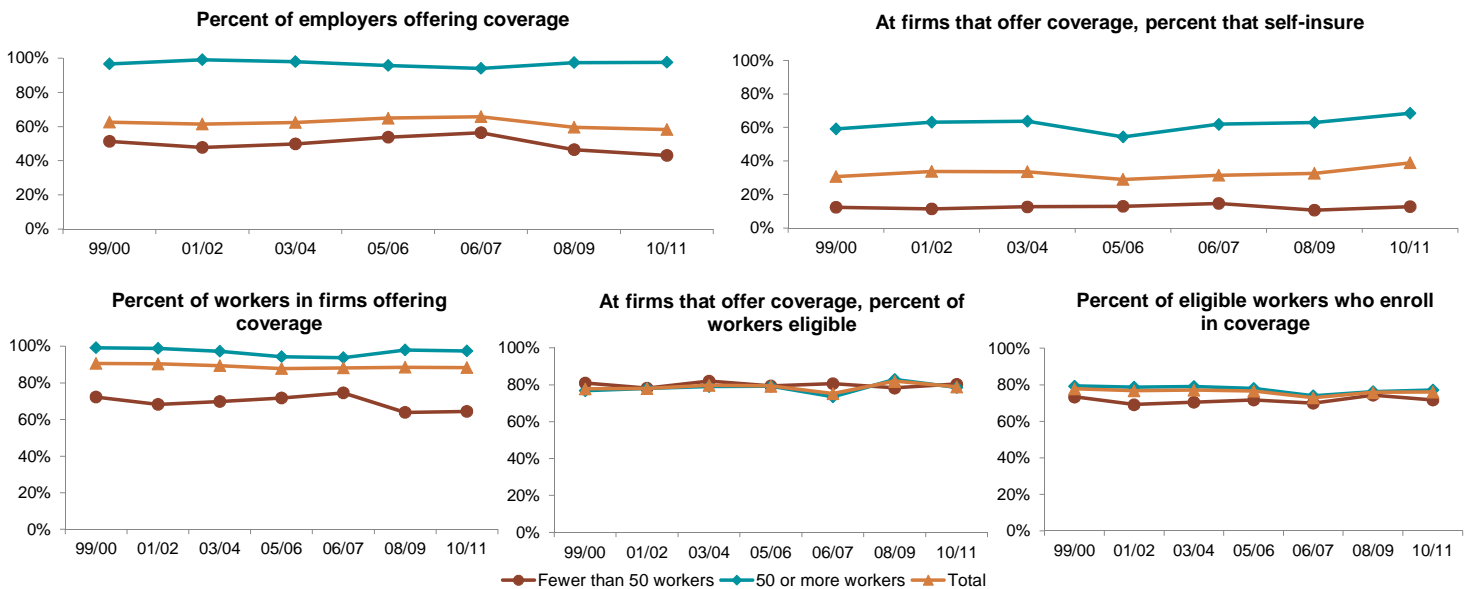 Percent of employers offering coverage
100%
80%
60%
40%
20%
0%
99/00 01/02 03/04 05/06 06/07 08/09 10/11
At firms that offer coverage, percent that self-insure
100%
80%
60%
40%
20%
0%
99/00 01/02 03/04 05/06 06/07 08/09 10/11
Percent of workers in firms offering
coverage
100%
80%
60%
40%
20%
0%
99/00 01/02 03/04 05/06 06/07 08/09 10/11
At firms that offer coverage, percent of
workers eligible
100%
80%
60%
40%
20%
0%
99/00 01/02 03/04 05/06 06/07 08/09 10/11
Percent of eligible workers who enroll
in coverage
100%
80%
60%
40%
20%
0%
99/00 01/02 03/04 05/06 06/07 08/09 10/11
Fewer than 50 workers 50 or more workers Total